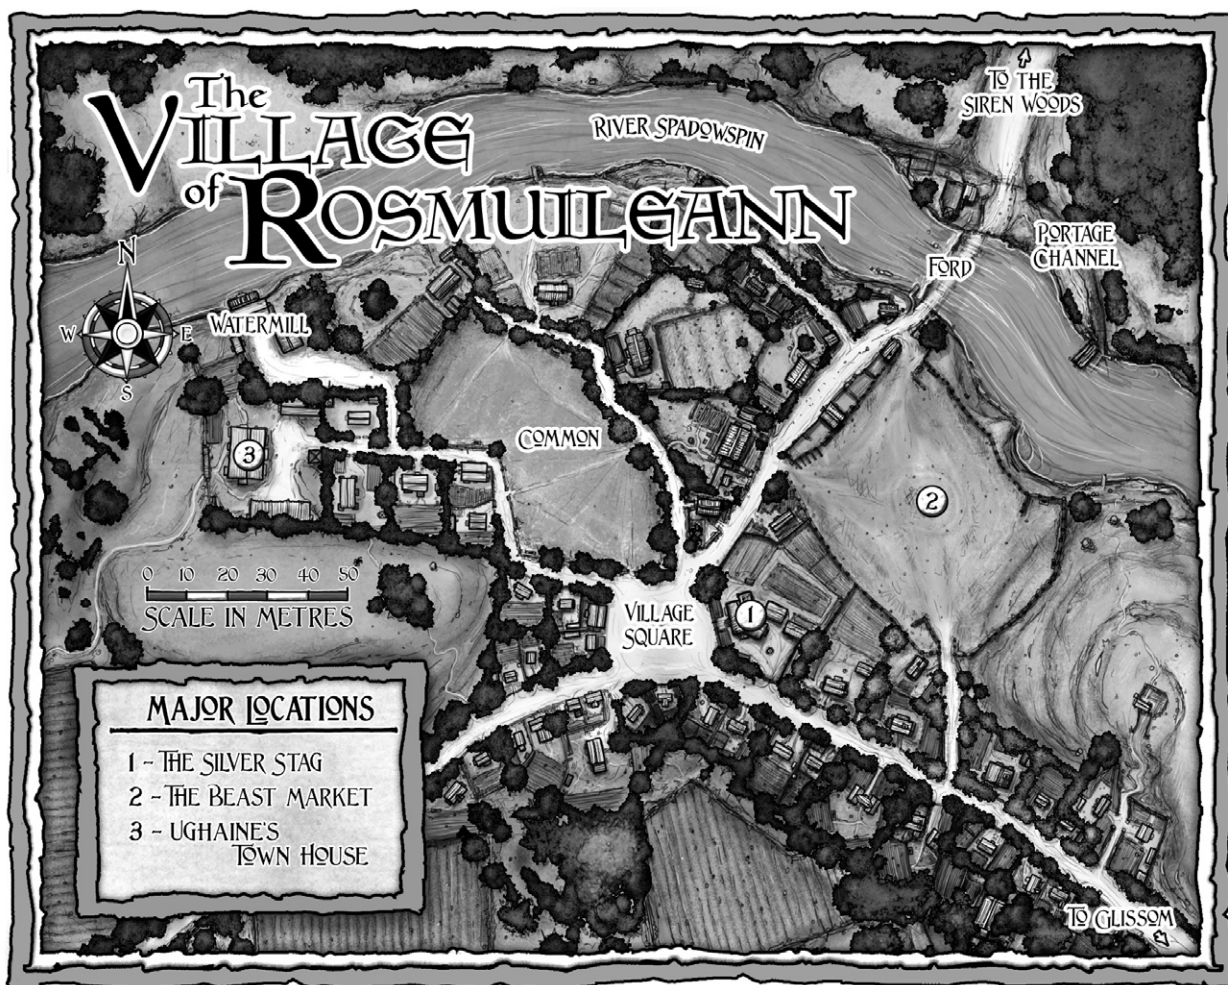 The
VILLAGE
of ROSMUILEANN
RIVER SPADOWSPIN
TO THE
SIREN WOODS
PORTAGE
CHANNEL
FORD
N
W E
S
WATERMILL
COMMON
3
2
0 10 20 30 40 50
SCALE IN METRES
VILLAGE
SQUARE
1
MAJOR LOCATIONS
1 - THE SILVER STAG
2 - THE BEAST MARKET
3 - UGHAINE'S
TOWN HOUSE
TO GLISSOM